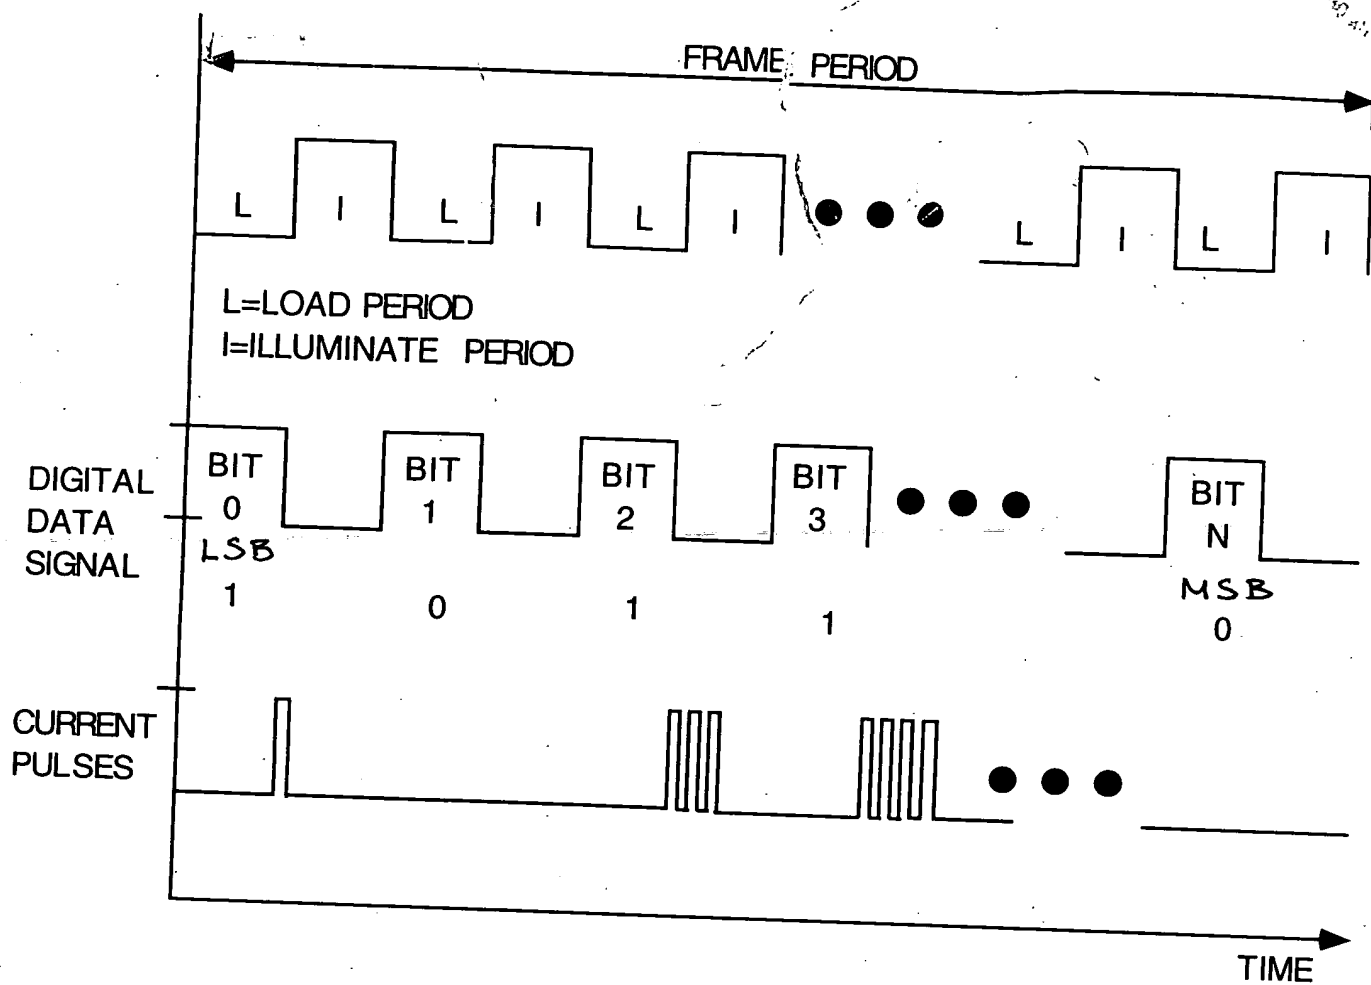 FRAME PERIOD
L I L I L I L I L I
L=LOAD PERIOD
I=ILLUMINATE PERIOD
DIGITAL
DATA
SIGNAL
BIT 0
LSB
1
BIT 1
0
BIT 2
1
BIT 3
1
BIT N
MSB
0
CURRENT
PULSES
TIME